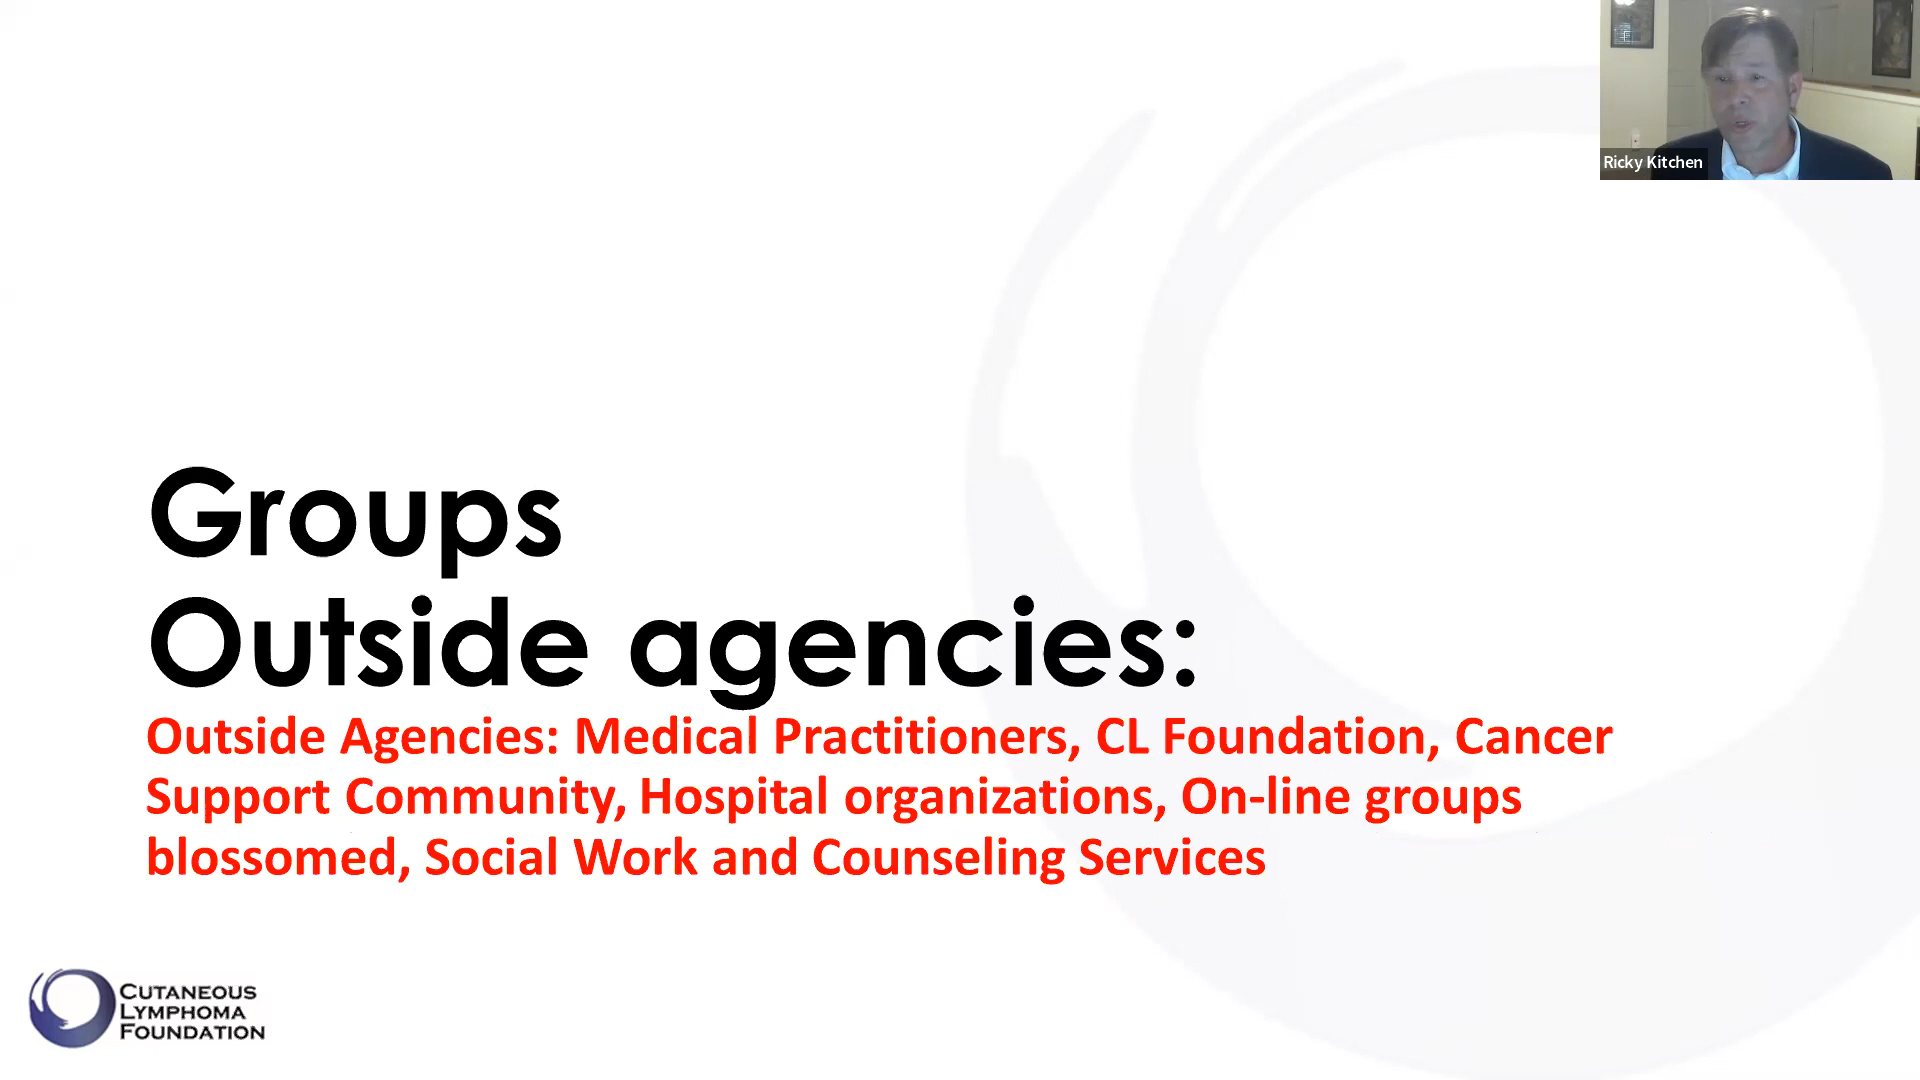 Ricky Kitchen
Groups
Outside agencies:
Outside Agencies: Medical Practitioners, CL Foundation, Cancer
Support Community, Hospital organizations, On-line groups
blossomed, Social Work and Counseling Services
CUTANEOUS
LYMPHOMA
FOUNDATION